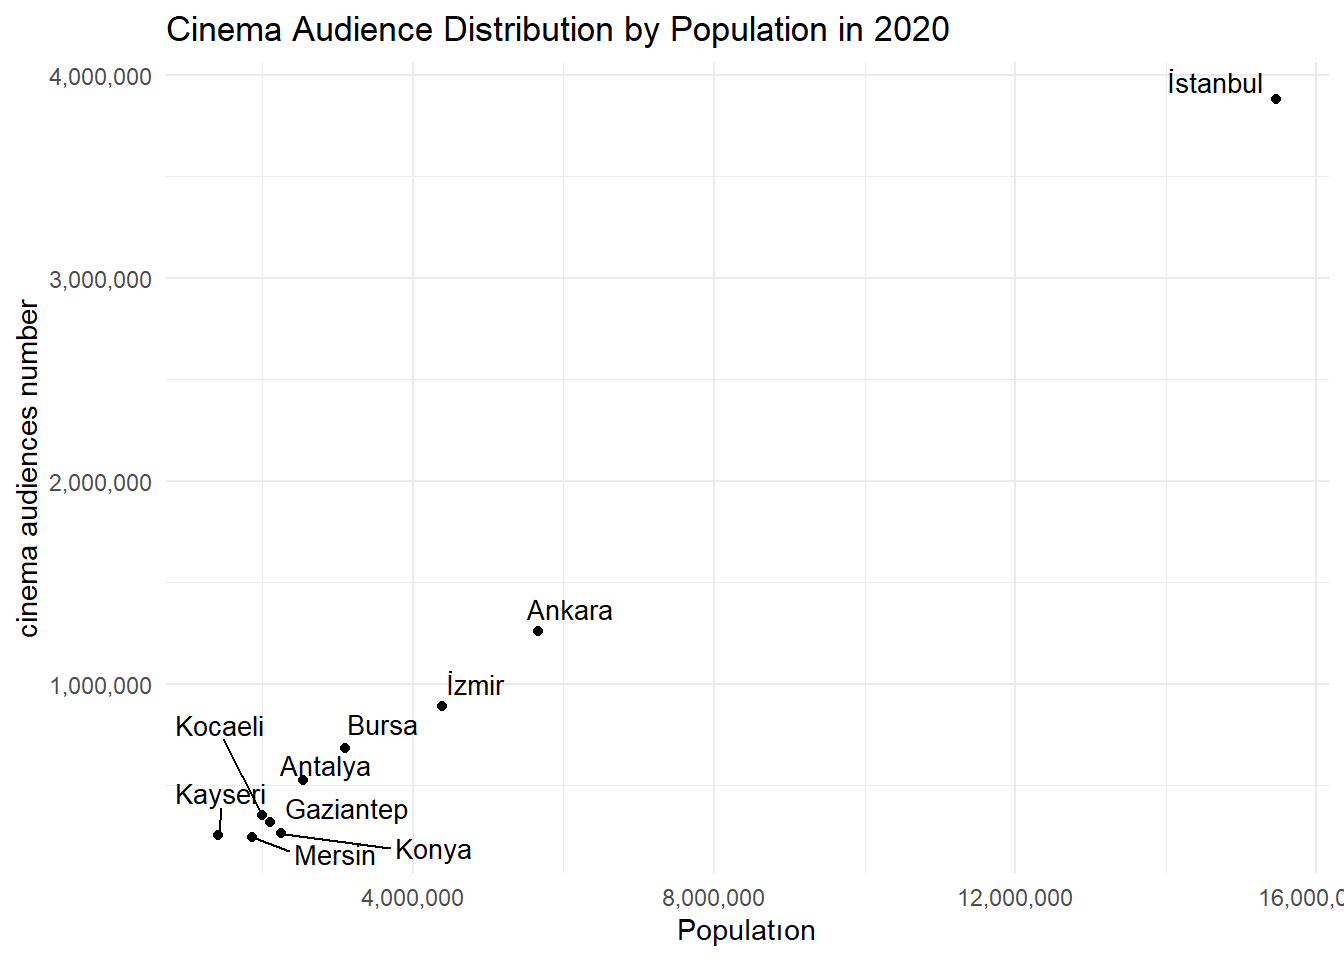 Cinema Audience Distribution by Population in 2020
cinema audiences number
4,000,000
3,000,000
2,000,000
1,000,000
İstanbul
Ankara
İzmir
Bursa
Kocaeli
Antalya
Kayseri
Gaziantep
Konya
Mersin
4,000,000
8,000,000
12,000,000
16,000,0
Populatıon